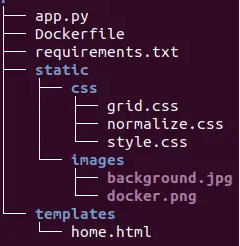 app.py
Dockerfile
requirements.txt
static
css
grid.css
normalize.css
style.css
images
background.jpg
docker.png
templates
home.html